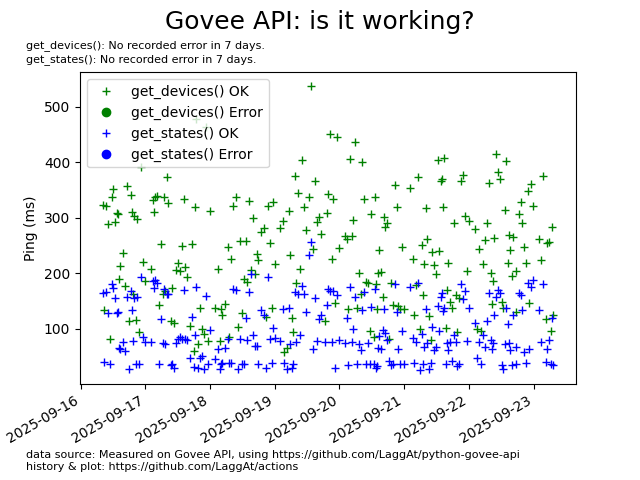 Govee API: is it working?
get_devices(): No recorded error in 7 days.
get_states(): No recorded error in 7 days.
get_devices() OK
get_devices() Error
get_states() OK
get_states() Error
Ping (ms)
500
400
300
200
100
2025-09-16
2025-09-17
2025-09-18
2025-09-19
2025-09-20
2025-09-21
2025-09-22
2025-09-23
data source: Measured on Govee API, using https://github.com/LaggAt/python-govee-api
history & plot: https://github.com/LaggAt/actions